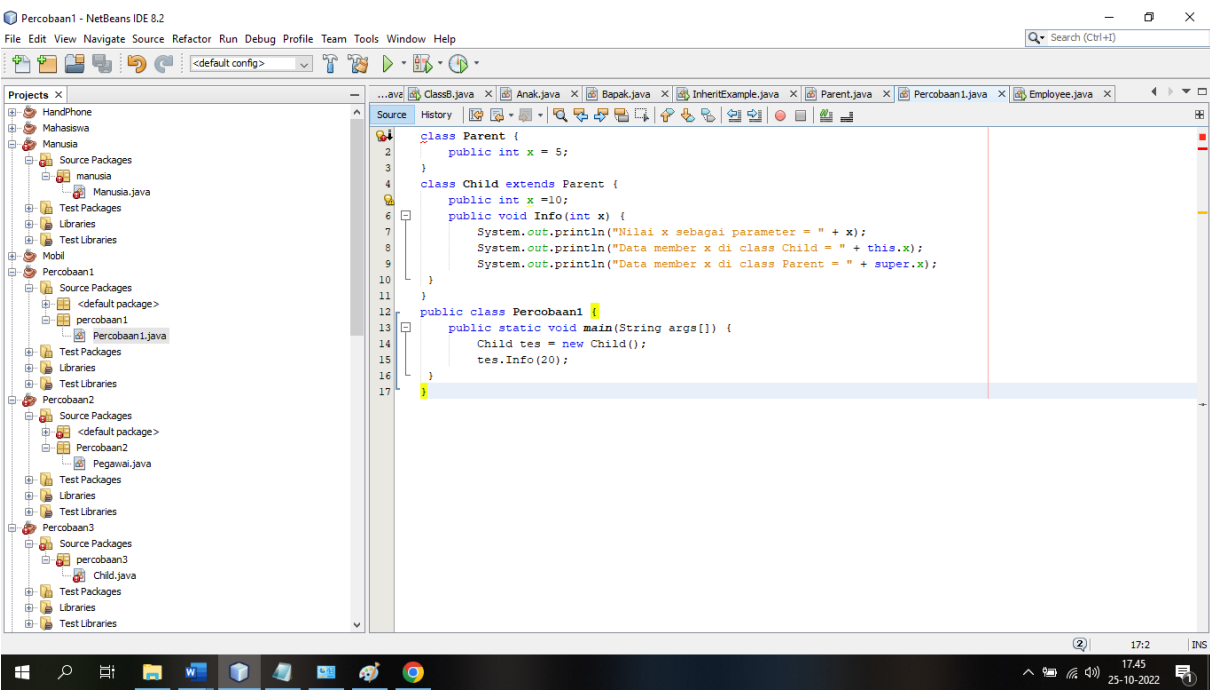 Percobaan1 - NetBeans IDE 8.2
File Edit View Navigate Source Refactor Run Debug Profile Team Tools Window Help
Search (Ctrl+I)
<default config>
Projects
...ava ClassB.java Anak.java Bapak.java InheritExample.java Parent.java Percobaan1.java Employee.java
Source History
HandPhone
Mahasiswa
Manusia
Source Packages
manusia
Manusia.java
Test Packages
Libraries
Test Libraries
Mobil
Percobaan1
Source Packages
<default package>
percobaan1
Percobaan1.java
Test Packages
Libraries
Test Libraries
Percobaan2
Source Packages
<default package>
Percobaan2
Pegawai.java
Test Packages
Libraries
Test Libraries
Percobaan3
Source Packages
percobaan3
Child.java
Test Packages
Libraries
Test Libraries
class Parent {
2 public int x = 5;
3 }
4 class Child extends Parent {
public int x =10;
6 public void Info(int x) {
7 System.out.println("Nilai x sebagai parameter = " + x);
8 System.out.println("Data member x di class Child = " + this.x);
9 System.out.println("Data member x di class Parent = " + super.x);
10 }
11 }
12 public class Percobaan1 {
13 public static void main(String args[]) {
14 Child tes = new Child();
15 tes.Info(20);
16 }
17 }
2 17:2 INS
17.45
25-10-2022
1